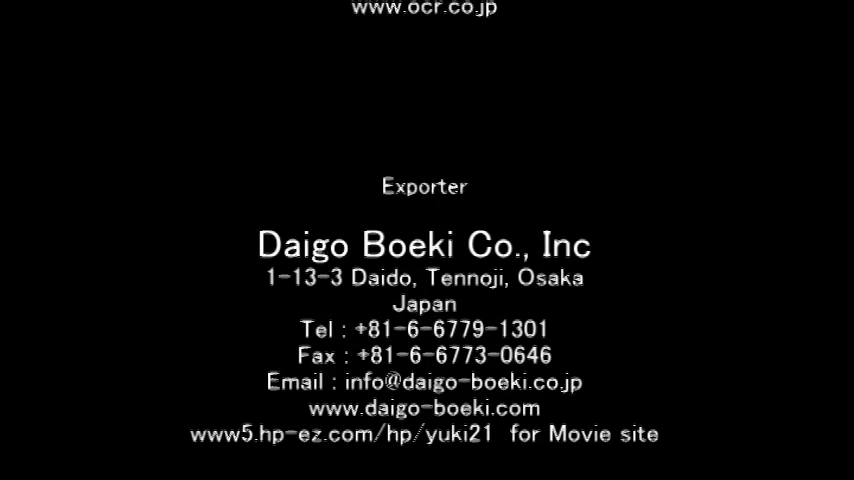 www.ocr.co.jp
Exporter
Daigo Boeki Co., Inc
1-13-3 Daido, Tennoji, Osaka
Japan
Tel : +81-6-6779-1301
Fax : +81-6-6773-0646
Email : info@daigo-boeki.co.jp
www.daigo-boeki.com
www5.hp-ez.com/hp/yuki21 for Movie site